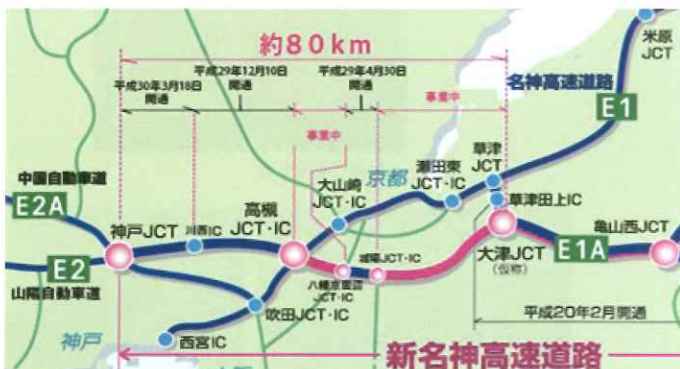 約80km
平成29年12月10日
開通
平成29年4月30日
開通
平成30年3月18日
開通
事業中
事業中
名神高速道路
米原
JCT
E1
中国自動車道
E2A
神戸JCT
川西IC
高槻
JCT・IC
大山崎
JCT・IC
京都
瀬田東
JCT・IC
草津
JCT
草津田上IC
大津JCT
(仮称)
E1A
亀山西JCT
E2
山陽自動車道
八幡京田辺
JCT・IC
城陽JCT・IC
吹田JCT・IC
西宮IC
神戸
平成20年2月開通
新名神高速道路